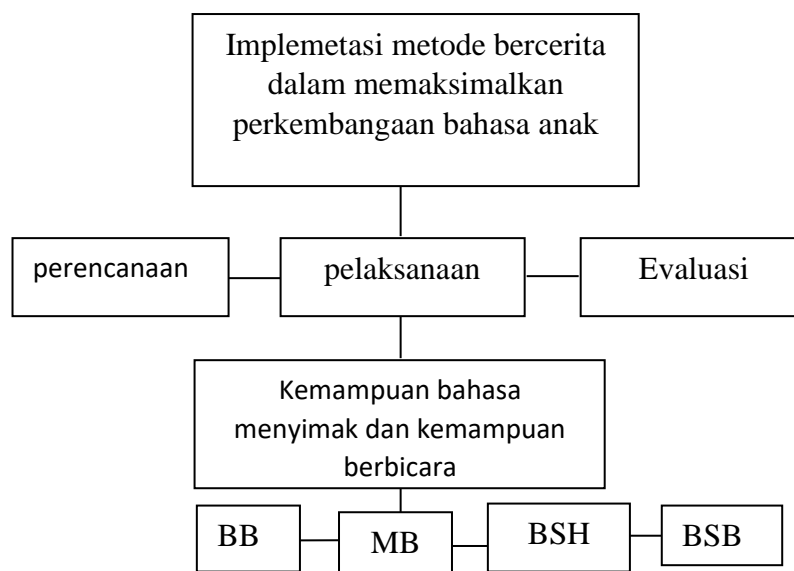 Implemetasi metode bercerita
dalam memaksimalkan
perkembangaan bahasa anak
perencanaan
pelaksanaan
Evaluasi
Kemampuan bahasa
menyimak dan kemampuan
berbicara
BB
MB
BSH
BSB